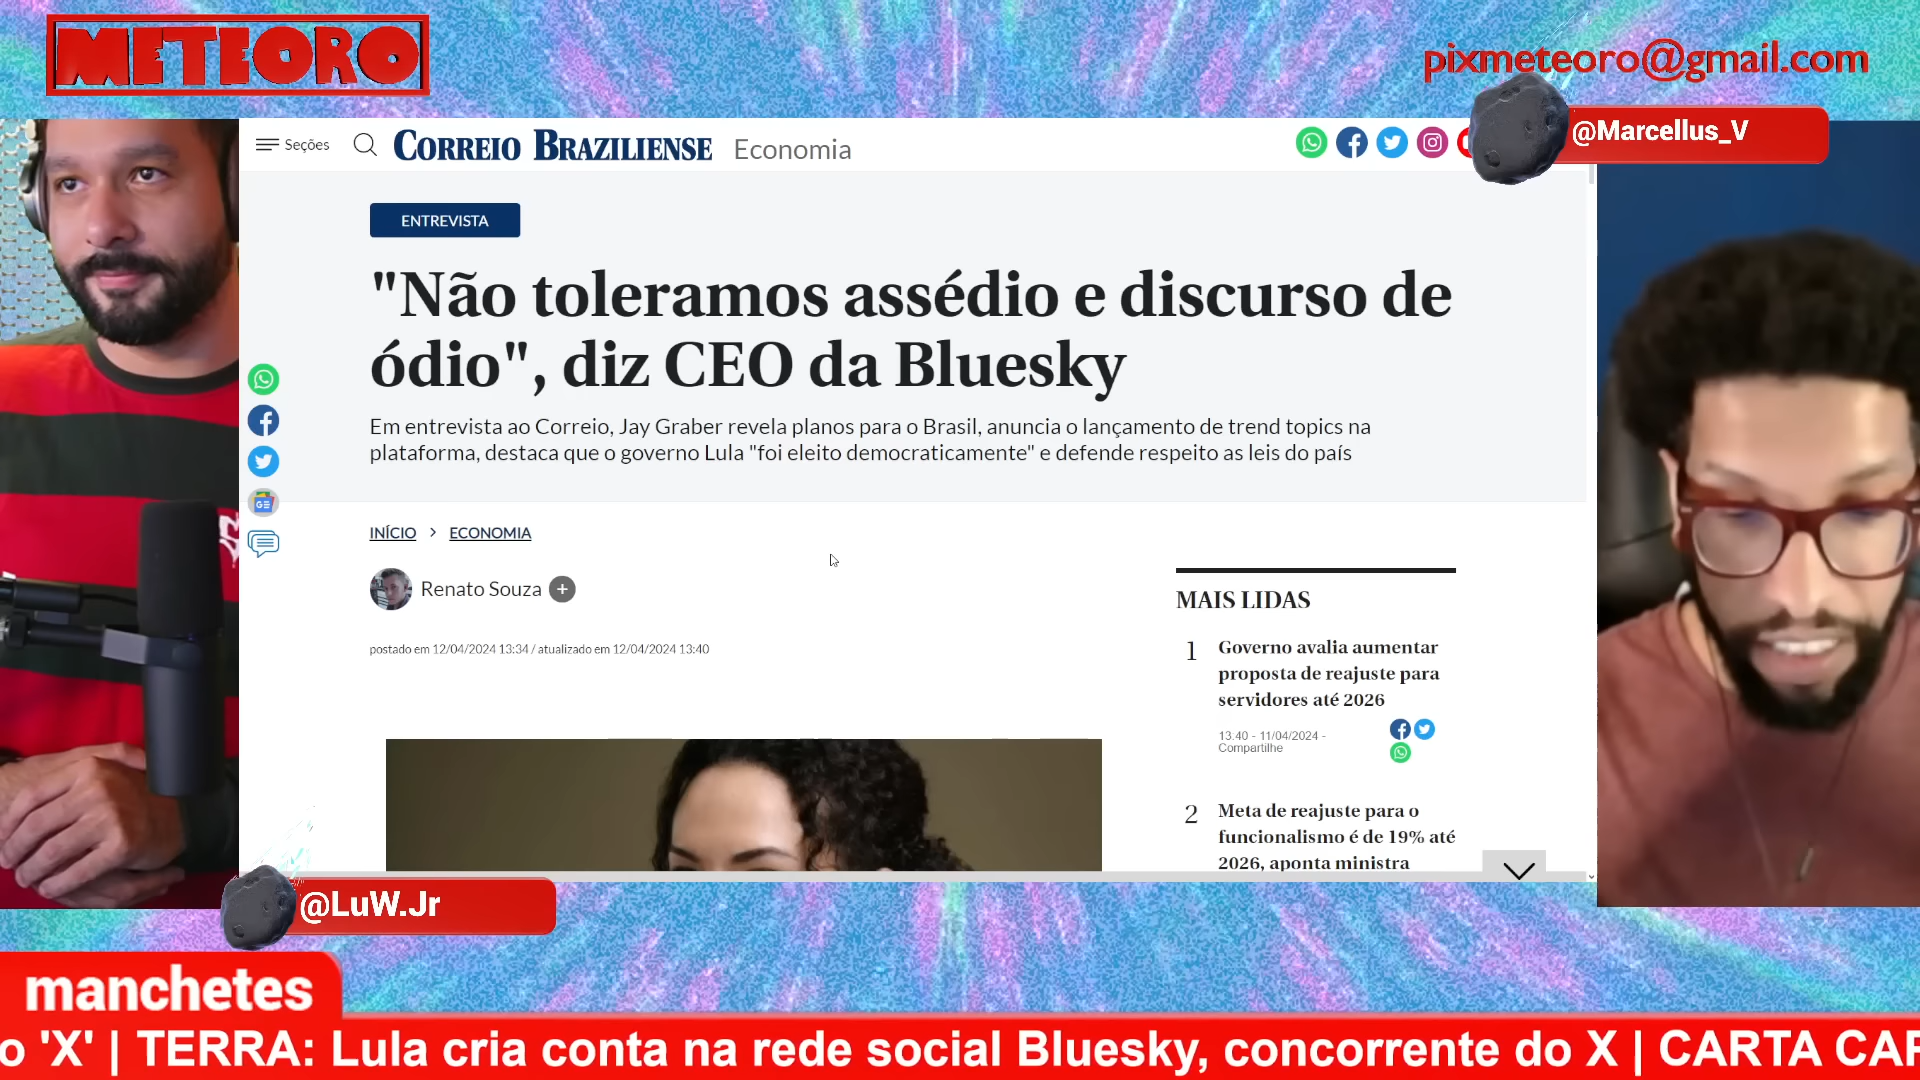 METEORO
pixmeteoro@gmail.com
@Marcellus_V
Seções
CORREIO BRAZILIENSE
Economia
ENTREVISTA
"Não toleramos assédio e discurso de
ódio", diz CEO da Bluesky
Em entrevista ao Correio, Jay Graber revela planos para o Brasil, anuncia o lançamento de trend topics na
plataforma, destaca que o governo Lula "foi eleito democraticamente" e defende respeito as leis do país
INÍCIO > ECONOMIA
Renato Souza +
postado em 12/04/2024 13:34 / atualizado em 12/04/2024 13:40
MAIS LIDAS
1
Governo avalia aumentar
proposta de reajuste para
servidores até 2026
13:40 - 11/04/2024 -
Compartilhe
2
Meta de reajuste para o
funcionalismo é de 19% até
2026, aponta ministra
@LuW.Jr
manchetes
o 'X' | TERRA: Lula cria conta na rede social Bluesky, concorrente do X | CARTA CAP